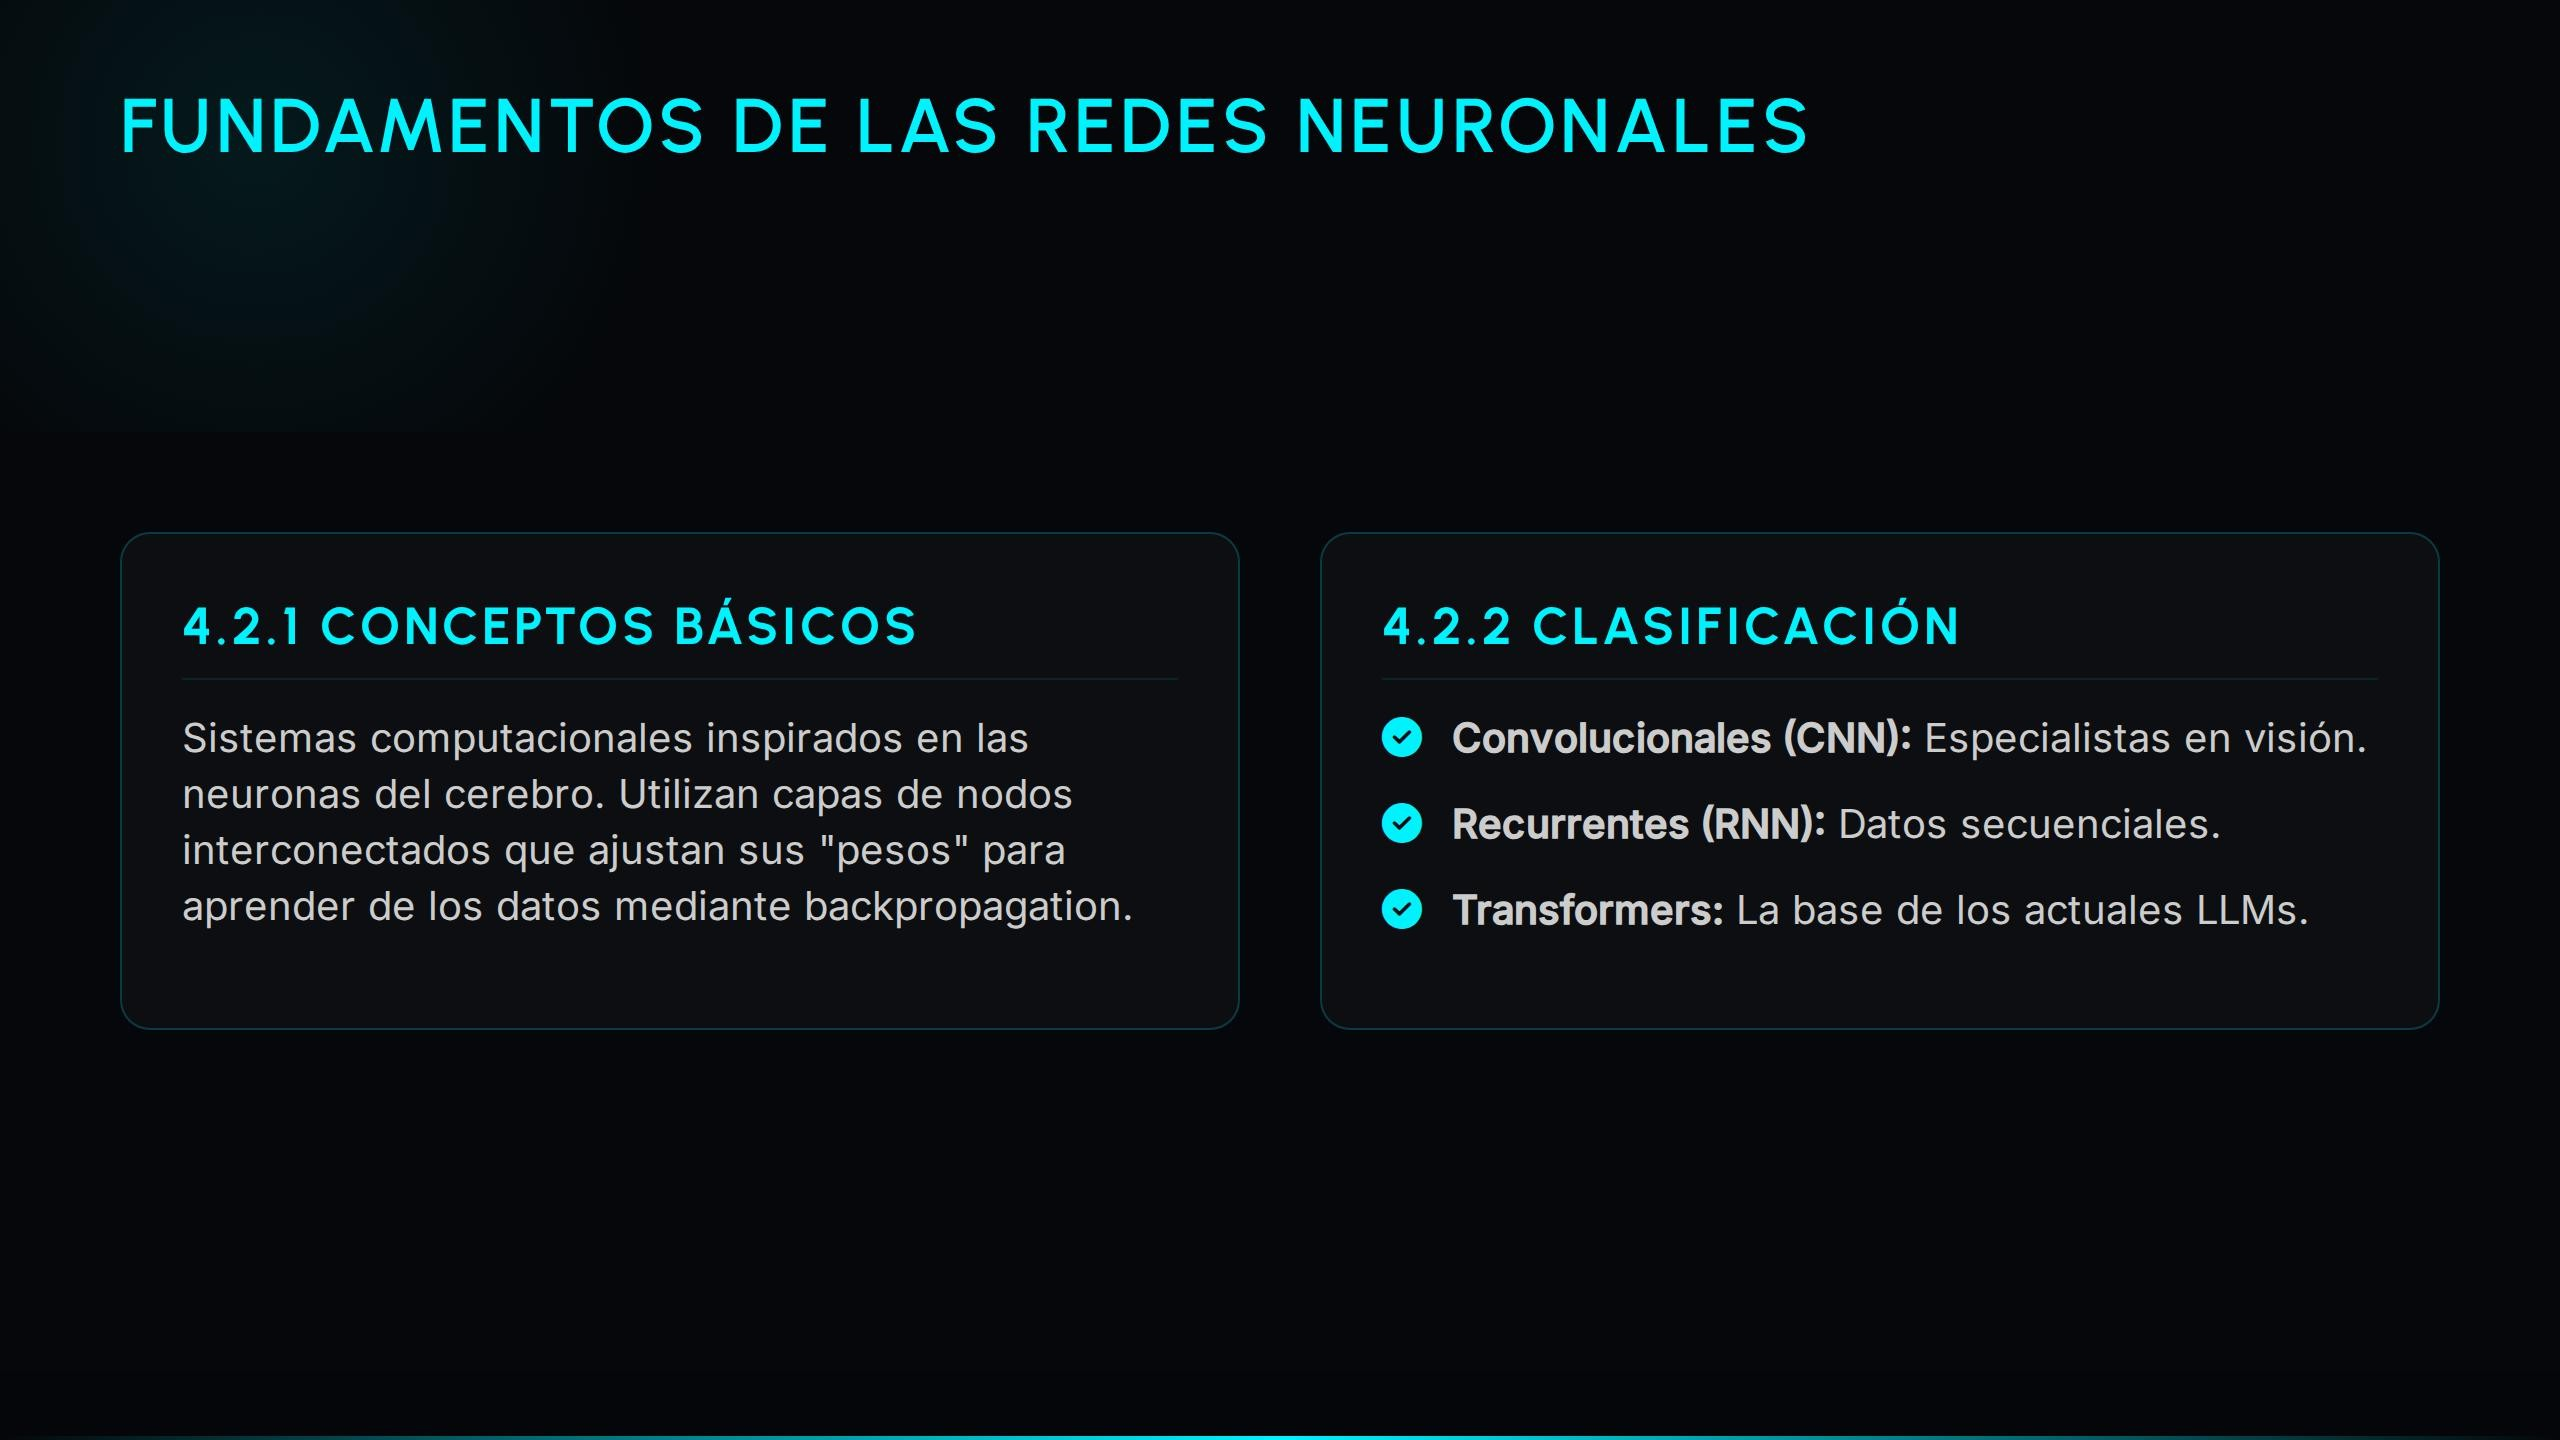 FUNDAMENTOS DE LAS REDES NEURONALES
4.2.1 CONCEPTOS BÁSICOS
Sistemas computacionales inspirados en las
neuronas del cerebro. Utilizan capas de nodos
interconectados que ajustan sus "pesos" para
aprender de los datos mediante backpropagation.
4.2.2 CLASIFICACIÓN
Convolucionales (CNN): Especialistas en visión.
Recurrentes (RNN): Datos secuenciales.
Transformers: La base de los actuales LLMs.